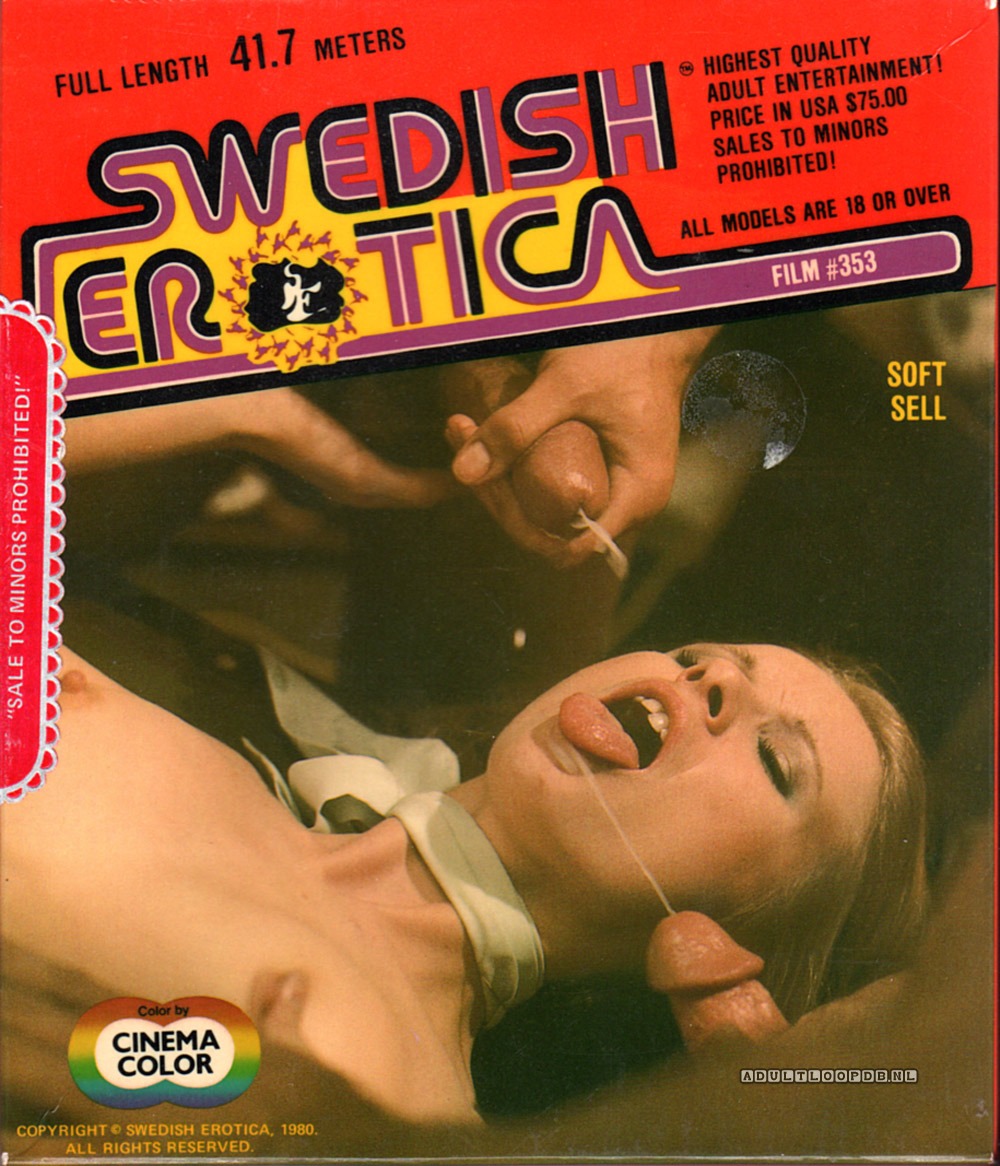 FULL LENGTH 41.7 METERS
SWEDISH
EROTICA
™
HIGHEST QUALITY
ADULT ENTERTAINMENT!
PRICE IN USA $75.00
SALES TO MINORS
PROHIBITED!
ALL MODELS ARE 18 OR OVER
FILM #353
SOFT
SELL
"SALE TO MINORS PROHIBITED!"
Color by
CINEMA
COLOR
ADULTLOOPDB.NL
COPYRIGHT © SWEDISH EROTICA, 1980.
ALL RIGHTS RESERVED.